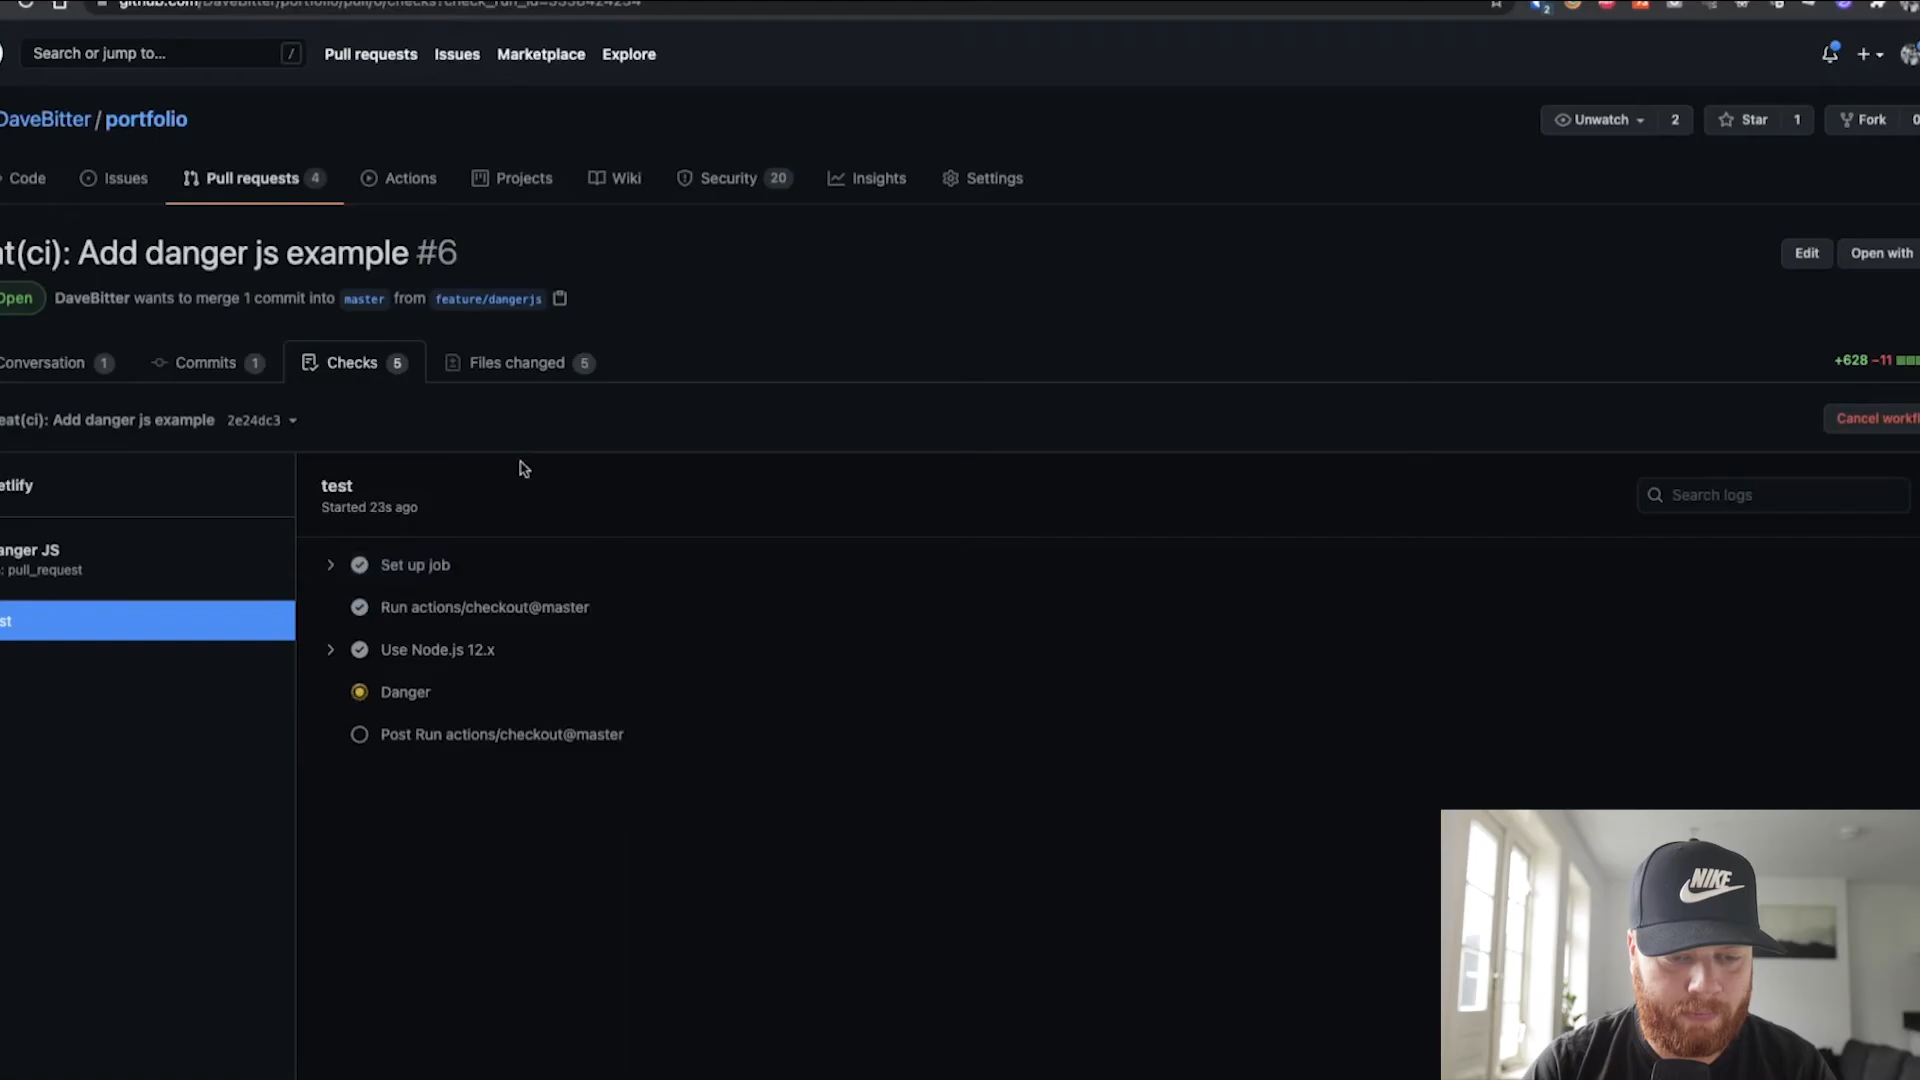 Search or jump to... /
Pull requests Issues Marketplace Explore
DaveBitter / portfolio
Unwatch 2 Star 1 Fork 0
Code Issues Pull requests 4 Actions Projects Wiki Security 20 Insights Settings
at(ci): Add danger js example #6
Edit Open with
Open DaveBitter wants to merge 1 commit into master from feature/dangerjs
Conversation 1 Commits 1 Checks 5 Files changed 5
+628 −11
eat(ci): Add danger js example 2e24dc3
Cancel workfl
etlify
test
Started 23s ago
Search logs
anger JS
: pull_request
st
Set up job
Run actions/checkout@master
Use Node.js 12.x
Danger
Post Run actions/checkout@master
NIKE